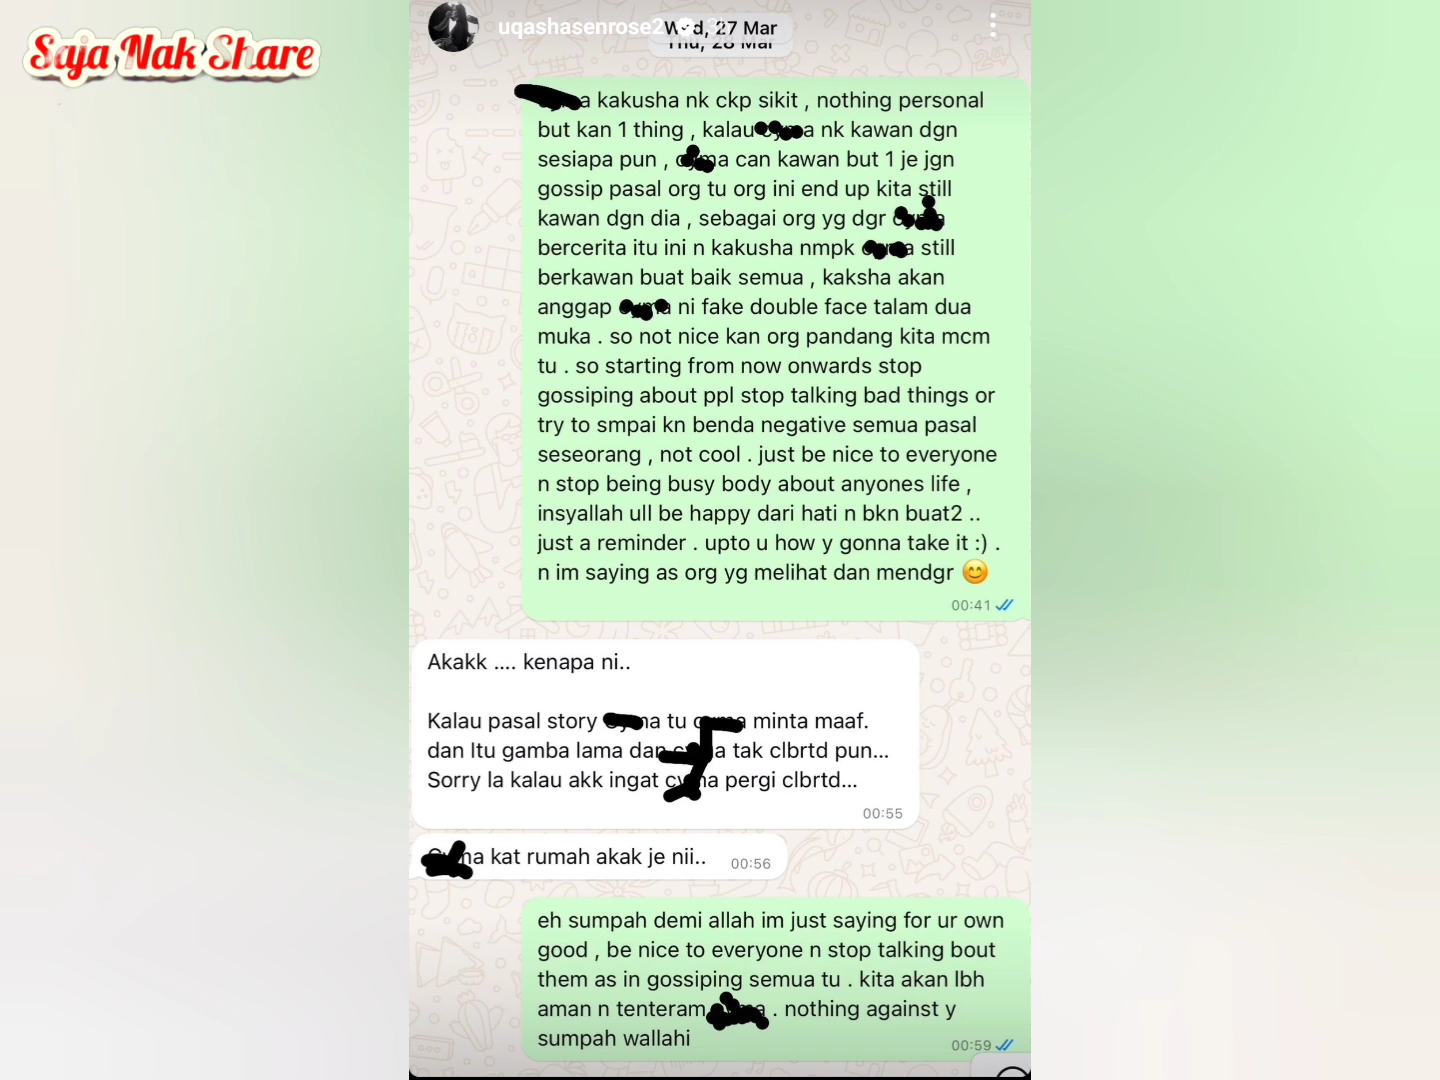 Saja Nak Share
uqashasenrose2
Wed, 27 Mar
Thu, 28 Mar
kakusha nk ckp sikit , nothing personal
but kan 1 thing , kalau nk kawan dgn
sesiapa pun , can kawan but 1 je jgn
gossip pasal org tu org ini end up kita still
kawan dgn dia , sebagai org yg dgr
bercerita itu ini n kakusha nmpk still
berkawan buat baik semua , kaksha akan
anggap ni fake double face talam dua
muka . so not nice kan org pandang kita mcm
tu . so starting from now onwards stop
gossiping about ppl stop talking bad things or
try to smpai kn benda negative semua pasal
seseorang , not cool . just be nice to everyone
n stop being busy body about anyones life ,
insyallah ull be happy dari hati n bkn buat2 ..
just a reminder . upto u how y gonna take it :) .
n im saying as org yg melihat dan mendgr 😊
00:41
Akakk .... kenapa ni..
Kalau pasal story tu minta maaf.
dan Itu gamba lama dan tak clbrtd pun...
Sorry la kalau akk ingat pergi clbrtd...
00:55
kat rumah akak je nii..
00:56
eh sumpah demi allah im just saying for ur own
good , be nice to everyone n stop talking bout
them as in gossiping semua tu . kita akan lbh
aman n tenteram . nothing against y
sumpah wallahi
00:59